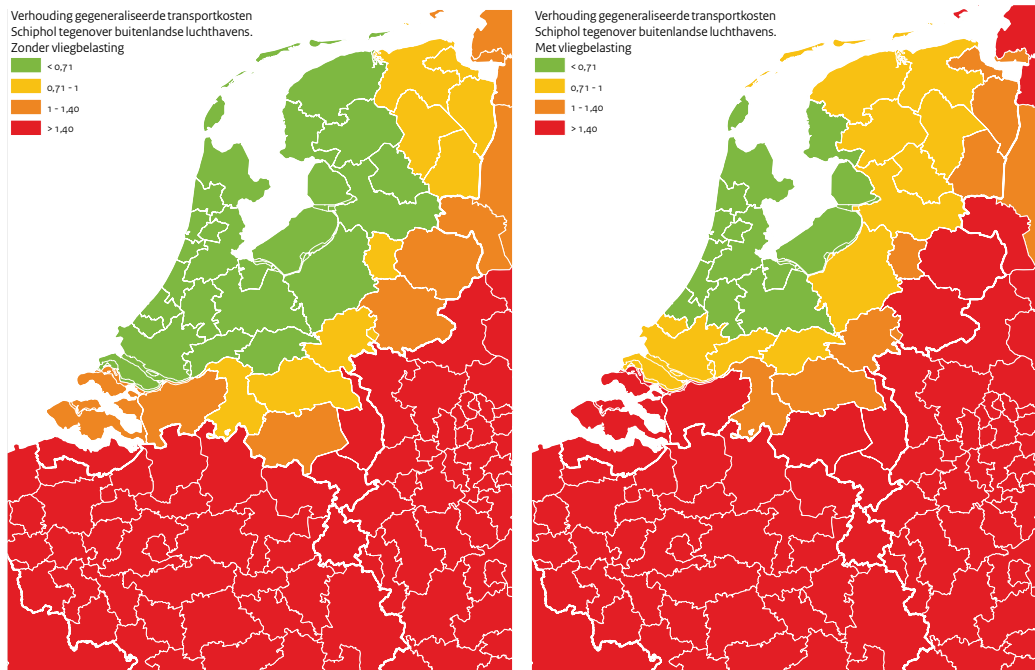 Verhouding gegeneraliseerde transportkosten
Schiphol tegenover buitenlandse luchthavens.
Zonder vliegbelasting
< 0,71
0,71 - 1
1 - 1,40
> 1,40
Verhouding gegeneraliseerde transportkosten
Schiphol tegenover buitenlandse luchthavens.
Met vliegbelasting
< 0,71
0,71 - 1
1 - 1,40
> 1,40